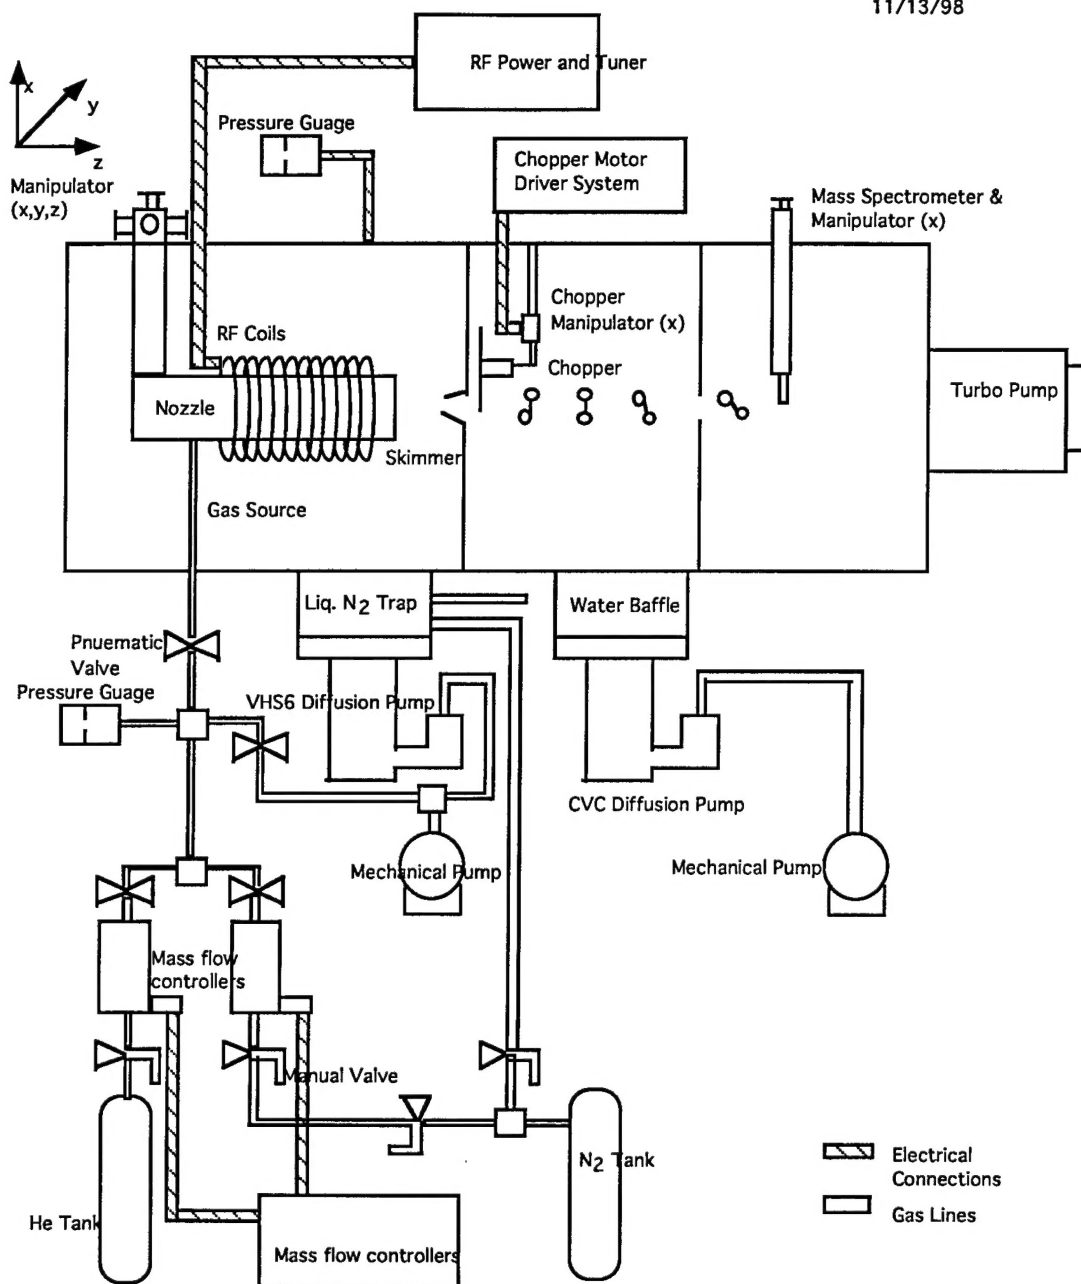 11/13/98
RF Power and Tuner
x
y
z
Pressure Guage
Chopper Motor
Driver System
Manipulator
(x,y,z)
Mass Spectrometer &
Manipulator (x)
Chopper
Manipulator (x)
RF Coils
Chopper
Turbo Pump
Nozzle
Skimmer
Gas Source
Liq. N2 Trap
Water Baffle
Pnuematic
Valve
Pressure Guage
VHS6 Diffusion Pump
CVC Diffusion Pump
Mechanical Pump
Mechanical Pump
Mass flow
controllers
Manual Valve
N2 Tank
Electrical
Connections
He Tank
Gas Lines
Mass flow controllers